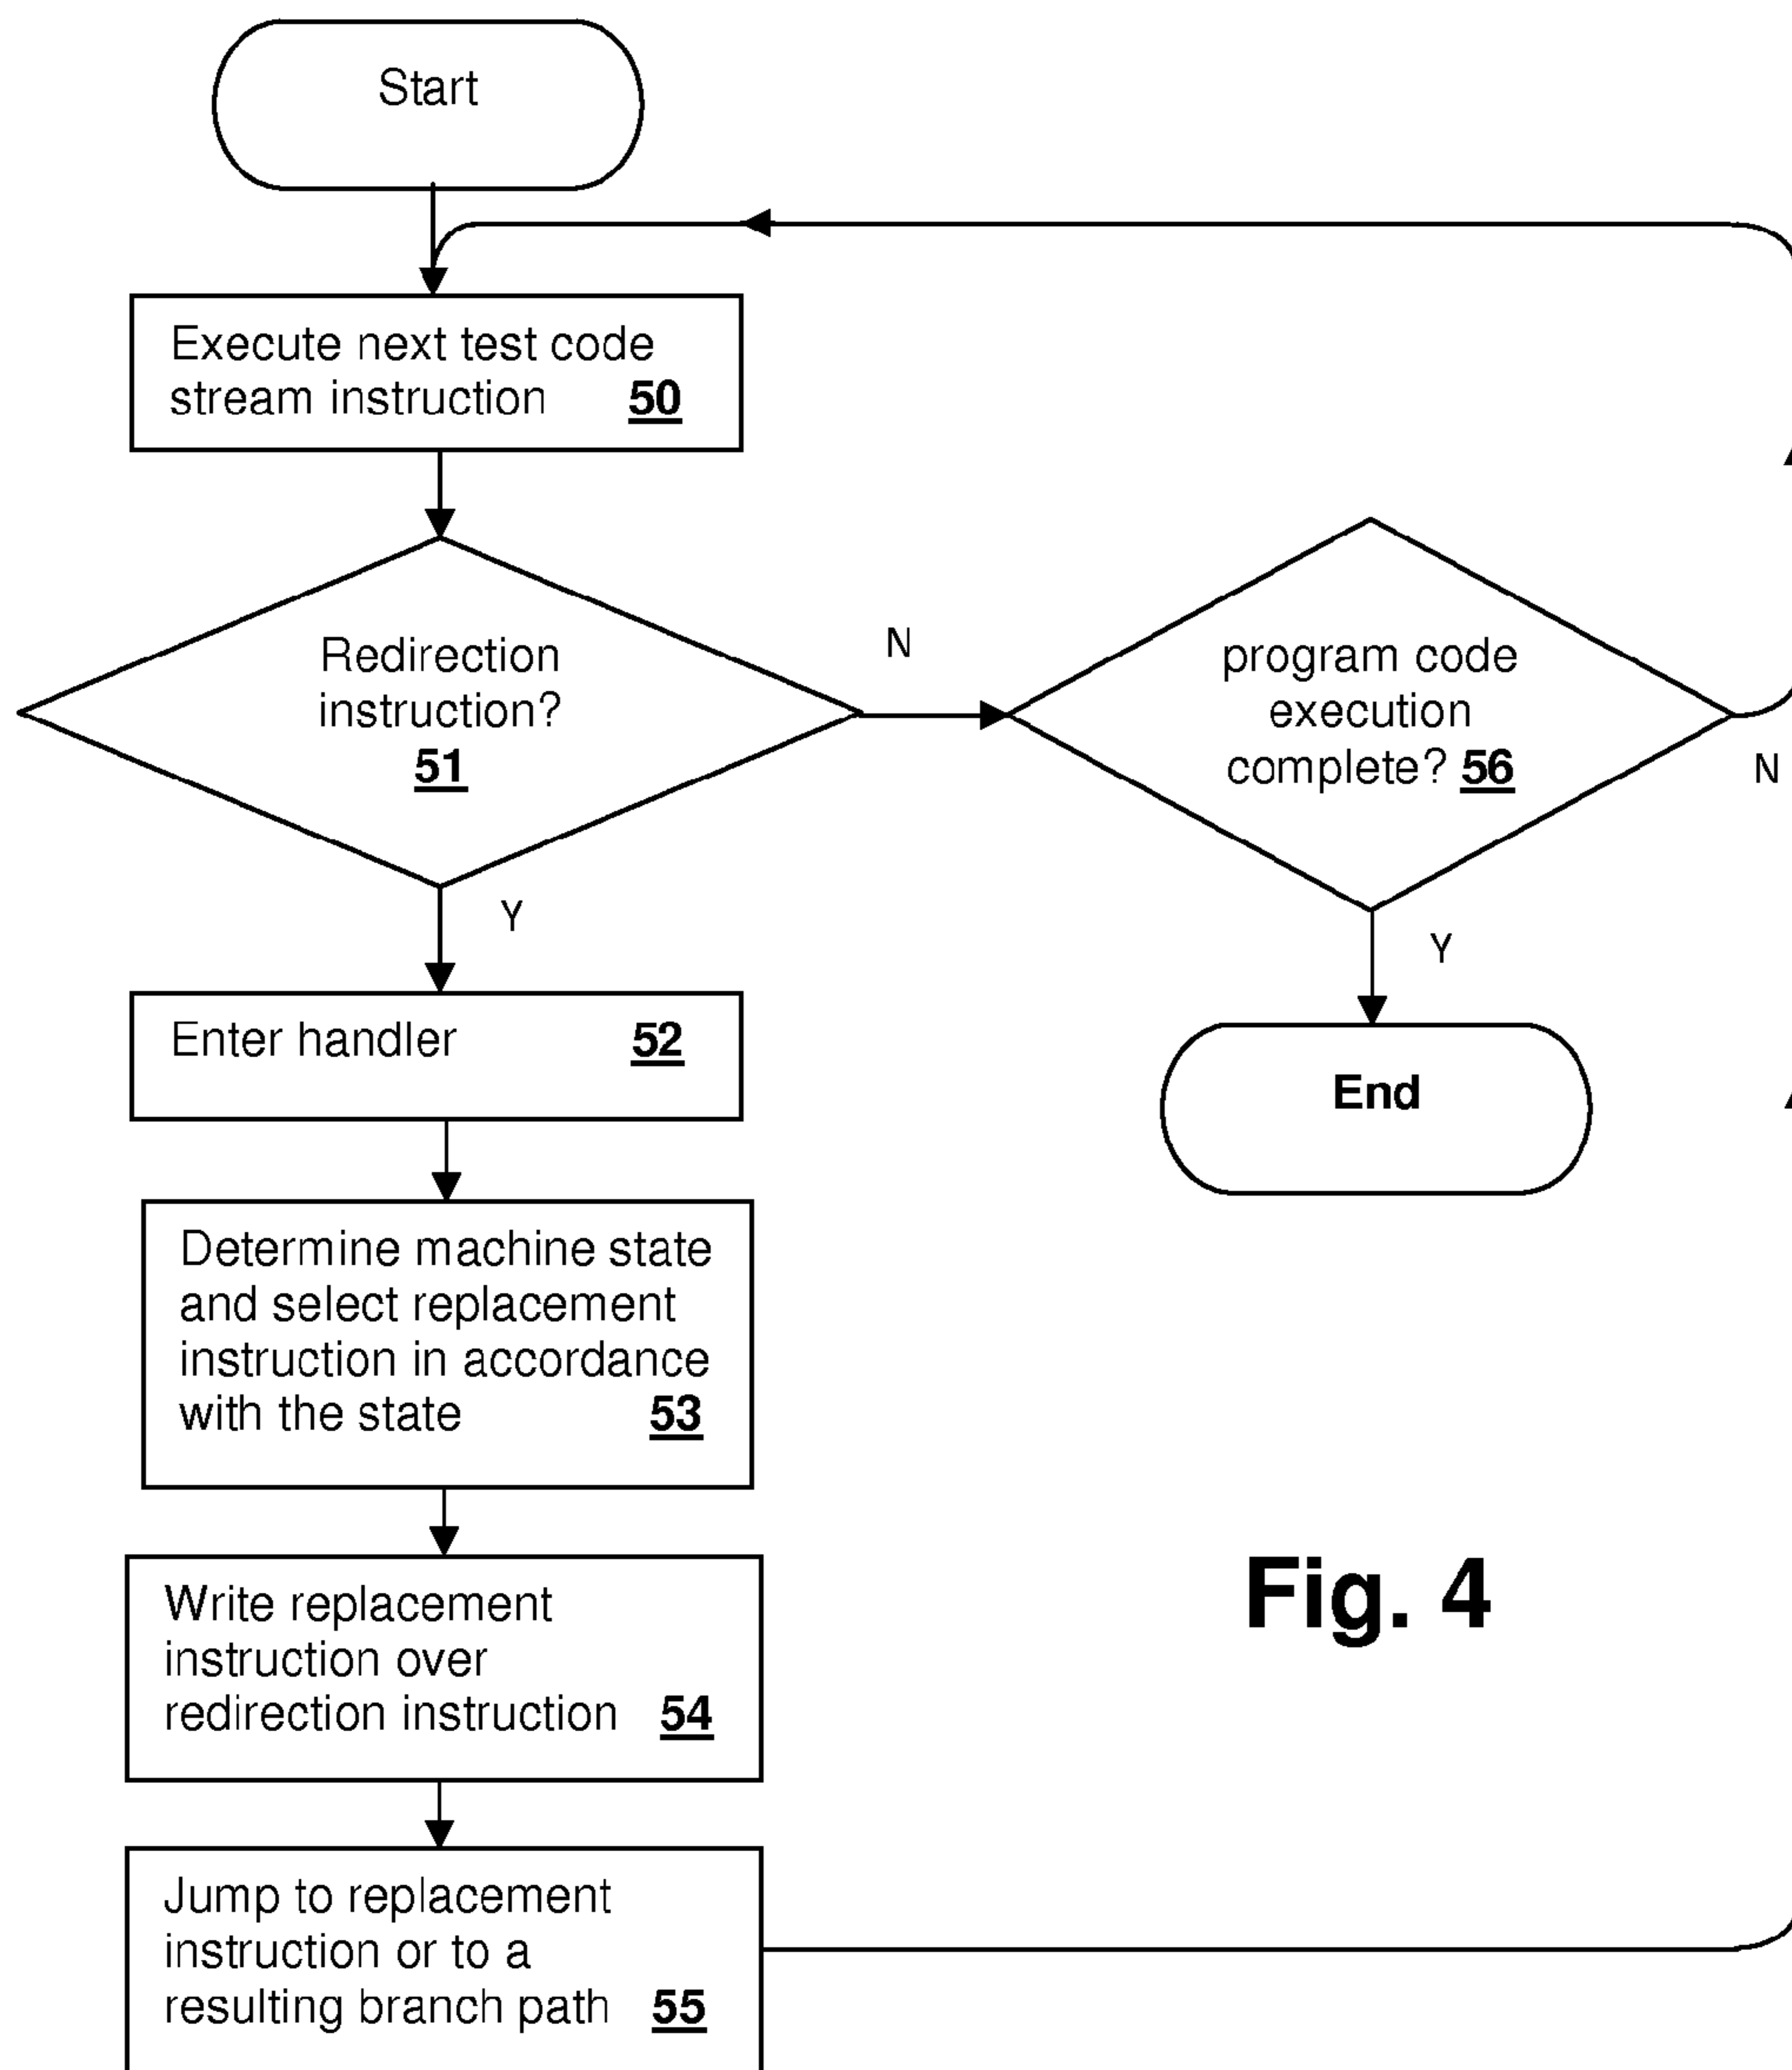 Start
Execute next test code
stream instruction 50
Redirection
instruction?
51
N
program code
execution
complete? 56
N
Y
Y
Enter handler 52
End
Determine machine state
and select replacement
instruction in accordance
with the state 53
Write replacement
instruction over
redirection instruction 54
Fig. 4
Jump to replacement
instruction or to a
resulting branch path 55